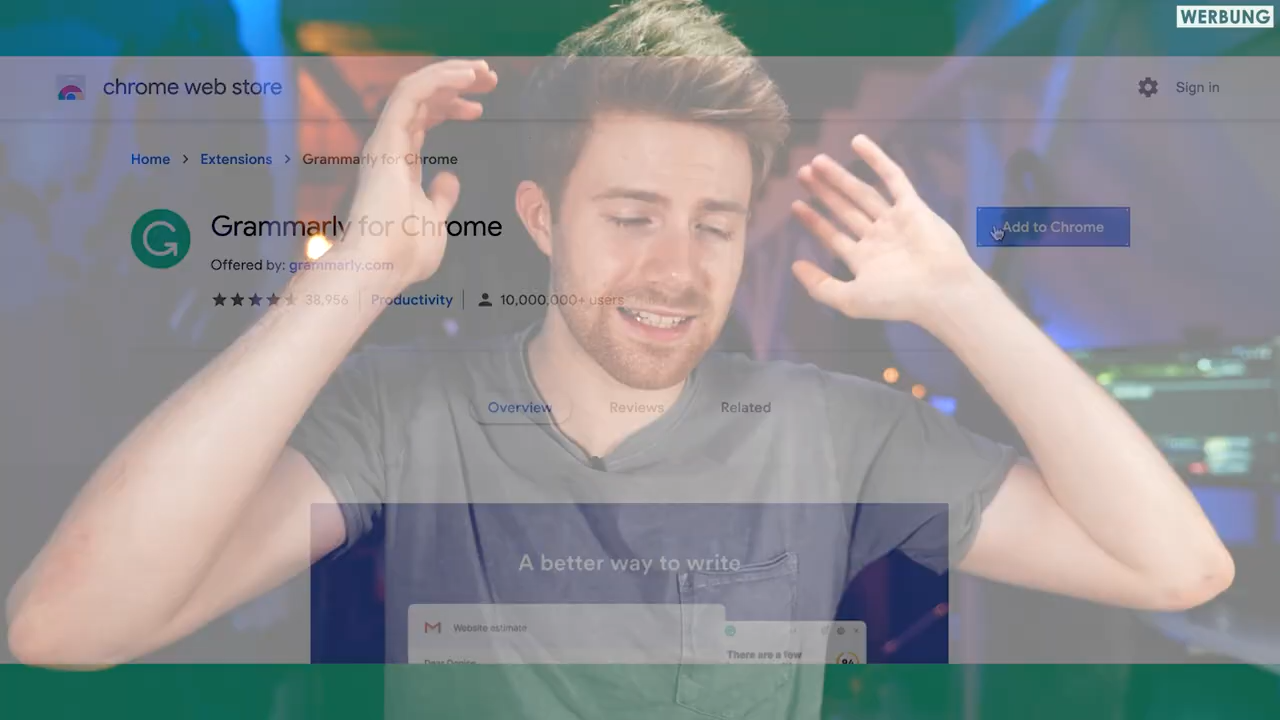 WERBUNG
chrome web store
Sign in
Home > Extensions > Grammarly for Chrome
Grammarly for Chrome
Add to Chrome
Offered by: grammarly.com
38,956 | Productivity | 10,000,000+ users
Overview Reviews Related
A better way to write
Website estimate
There are a few